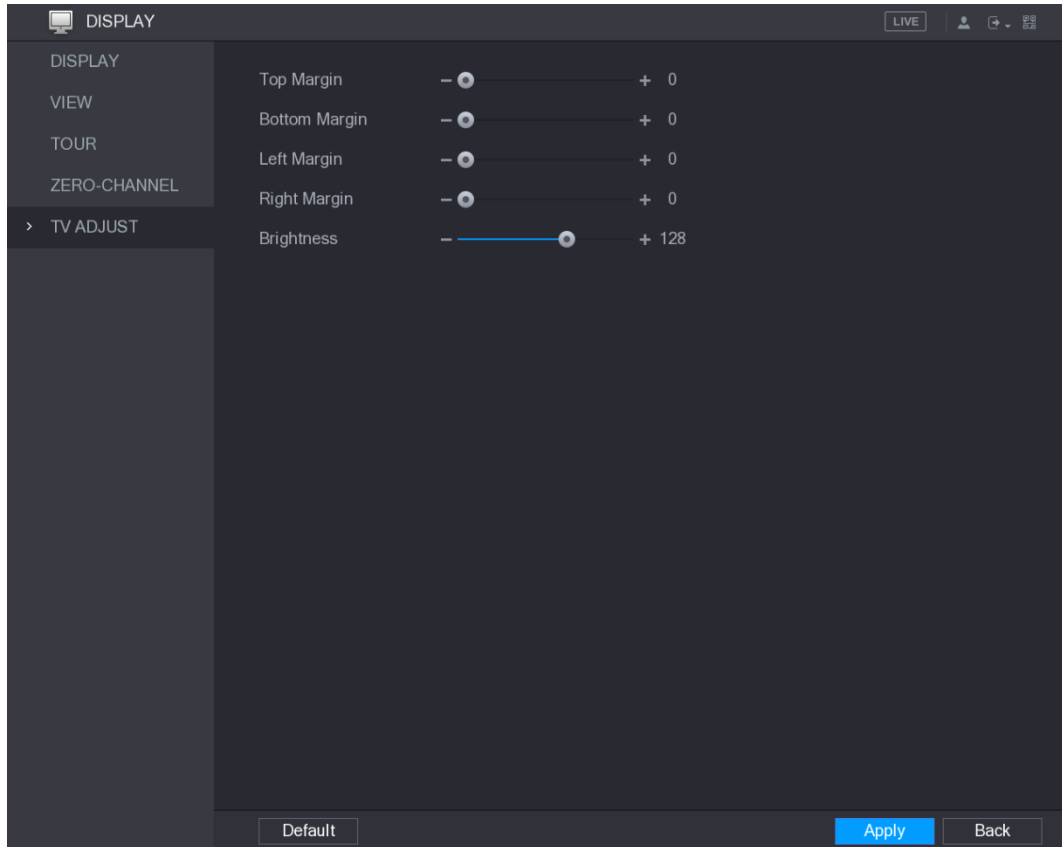 DISPLAY
LIVE
DISPLAY
VIEW
TOUR
ZERO-CHANNEL
> TV ADJUST
Top Margin − + 0
Bottom Margin − + 0
Left Margin − + 0
Right Margin − + 0
Brightness − + 128
Default
Apply
Back